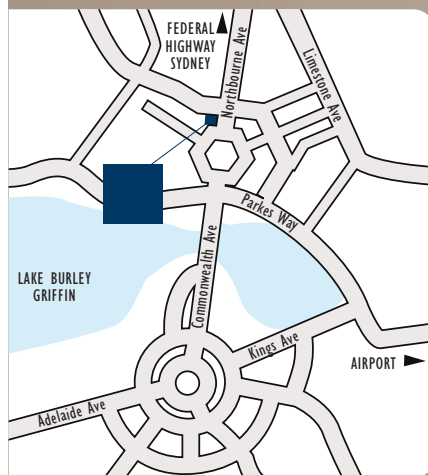 FEDERAL
HIGHWAY
SYDNEY
Northbourne Ave
Limestone Ave
Parkes Way
Commonwealth Ave
LAKE BURLEY
GRIFFIN
Kings Ave
AIRPORT
Adelaide Ave